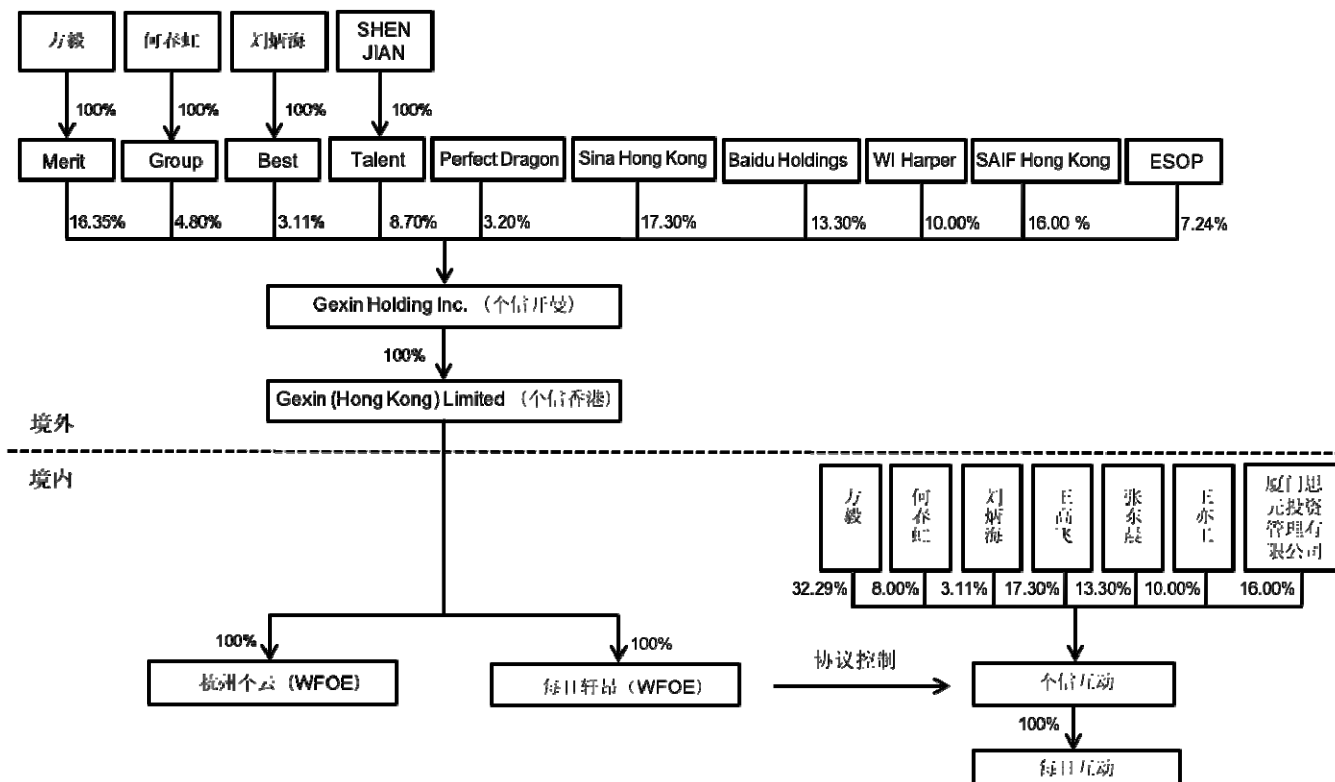 方毅
何春虹
刘炳海
SHEN
JIAN
100%
100%
100%
100%
Merit
Group
Best
Talent
Perfect Dragon
Sina Hong Kong
Baidu Holdings
WI Harper
SAIF Hong Kong
ESOP
16.35%
4.80%
3.11%
8.70%
3.20%
17.30%
13.30%
10.00%
16.00 %
7.24%
Gexin Holding Inc. (个信开曼)
100%
Gexin (Hong Kong) Limited (个信香港)
境外
境内
方毅
何春虹
刘炳海
王高飞
张东晨
王亦工
厦门思
元投资
管理有
限公司
32.29%
8.00%
3.11%
17.30%
13.30%
10.00%
16.00%
100%
100%
杭州个云 (WFOE)
每日轩昂 (WFOE)
协议控制
个信互动
100%
每日互动